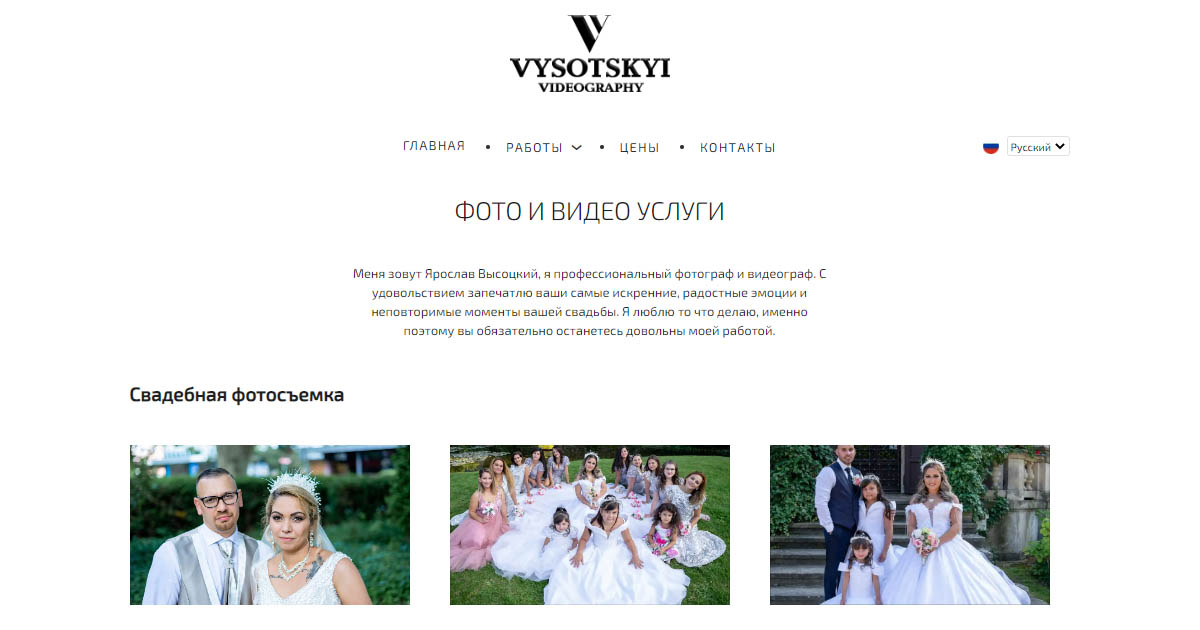 VYSOTSKYI
VIDEOGRAPHY
ГЛАВНАЯ • РАБОТЫ • ЦЕНЫ • КОНТАКТЫ
Русский
ФОТО И ВИДЕО УСЛУГИ
Меня зовут Ярослав Высоцкий, я профессиональный фотограф и видеограф. С
удовольствием запечатлю ваши самые искренние, радостные эмоции и
неповторимые моменты вашей свадьбы. Я люблю то что делаю, именно
поэтому вы обязательно останетесь довольны моей работой.
Свадебная фотосъемка